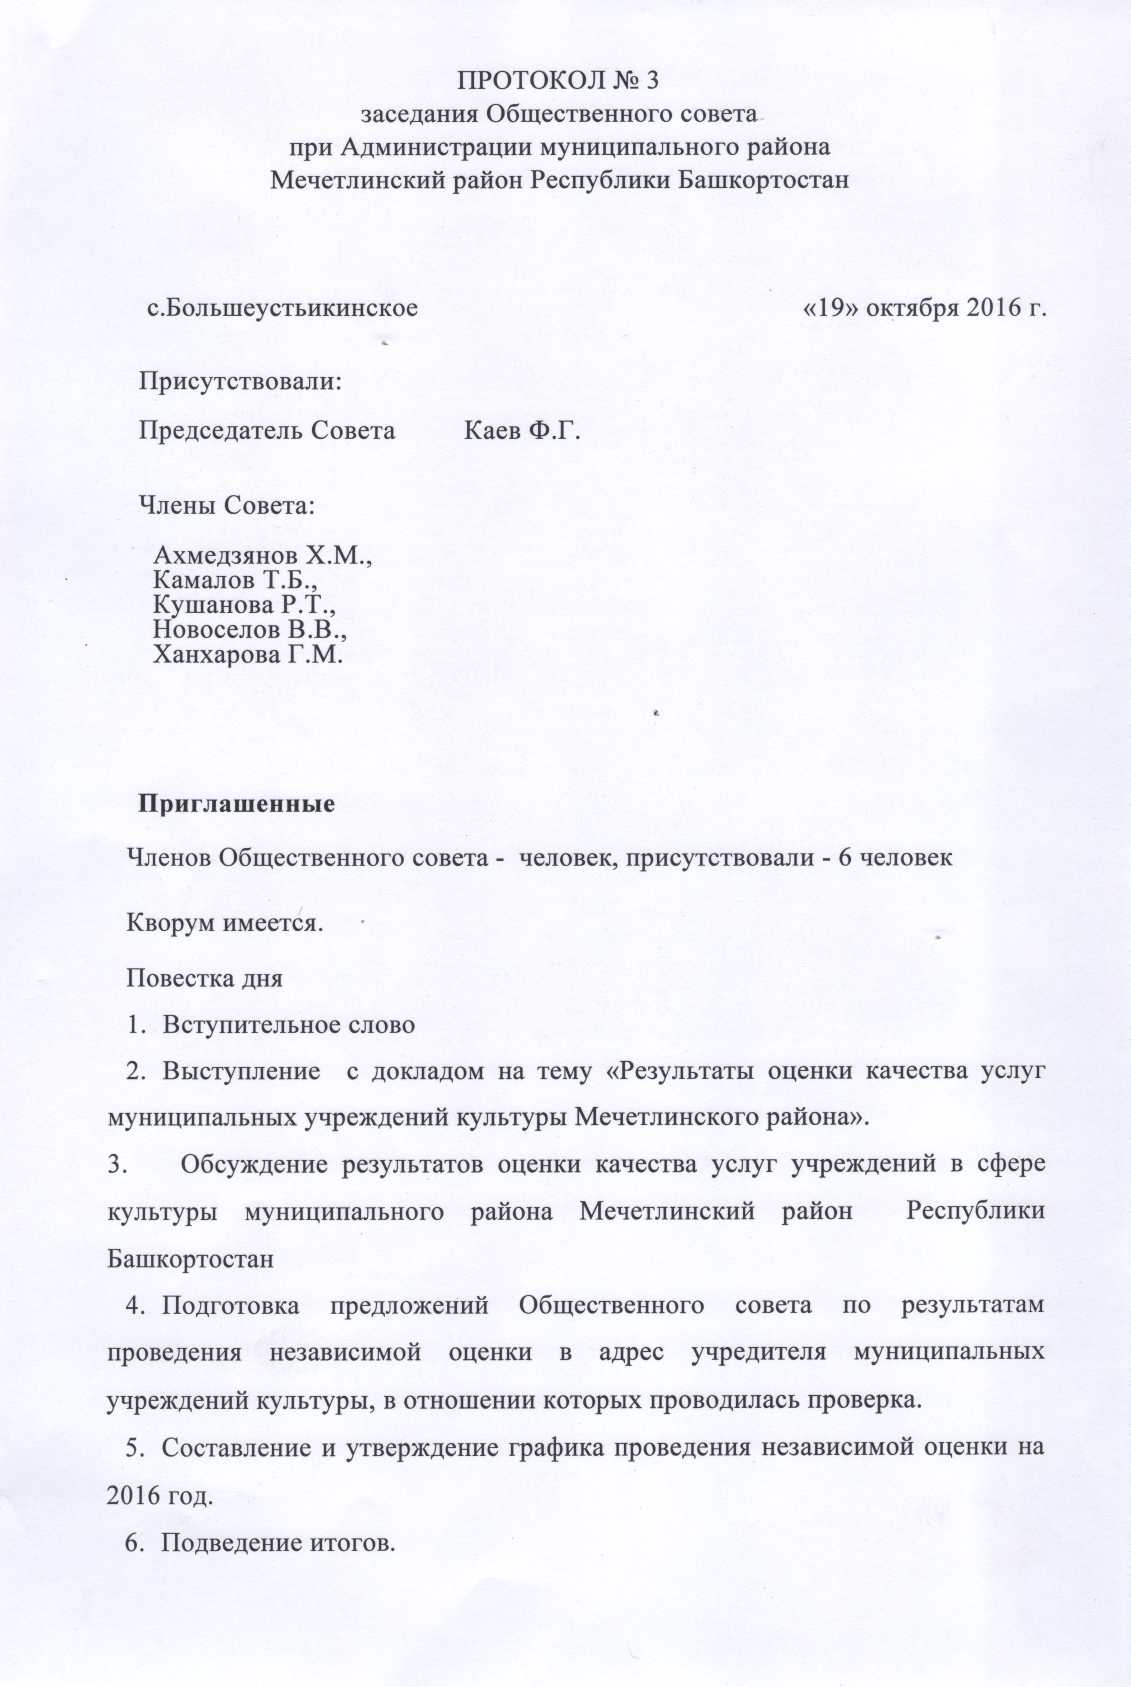 ПРОТОКОЛ № 3
заседания Общественного совета
при Администрации муниципального района
Мечетлинский район Республики Башкортостан
с.Большеустьикинское «19» октября 2016 г.
Присутствовали:
Председатель Совета Каев Ф.Г.
Члены Совета:
Ахмедзянов Х.М.,
Камалов Т.Б.,
Кушанова Р.Т.,
Новоселов В.В.,
Ханхарова Г.М.
Приглашенные
Членов Общественного совета - человек, присутствовали - 6 человек
Кворум имеется.
Повестка дня
1. Вступительное слово
2. Выступление с докладом на тему «Результаты оценки качества услуг
муниципальных учреждений культуры Мечетлинского района».
3. Обсуждение результатов оценки качества услуг учреждений в сфере
культуры муниципального района Мечетлинский район Республики
Башкортостан
4. Подготовка предложений Общественного совета по результатам
проведения независимой оценки в адрес учредителя муниципальных
учреждений культуры, в отношении которых проводилась проверка.
5. Составление и утверждение графика проведения независимой оценки на
2016 год.
6. Подведение итогов.